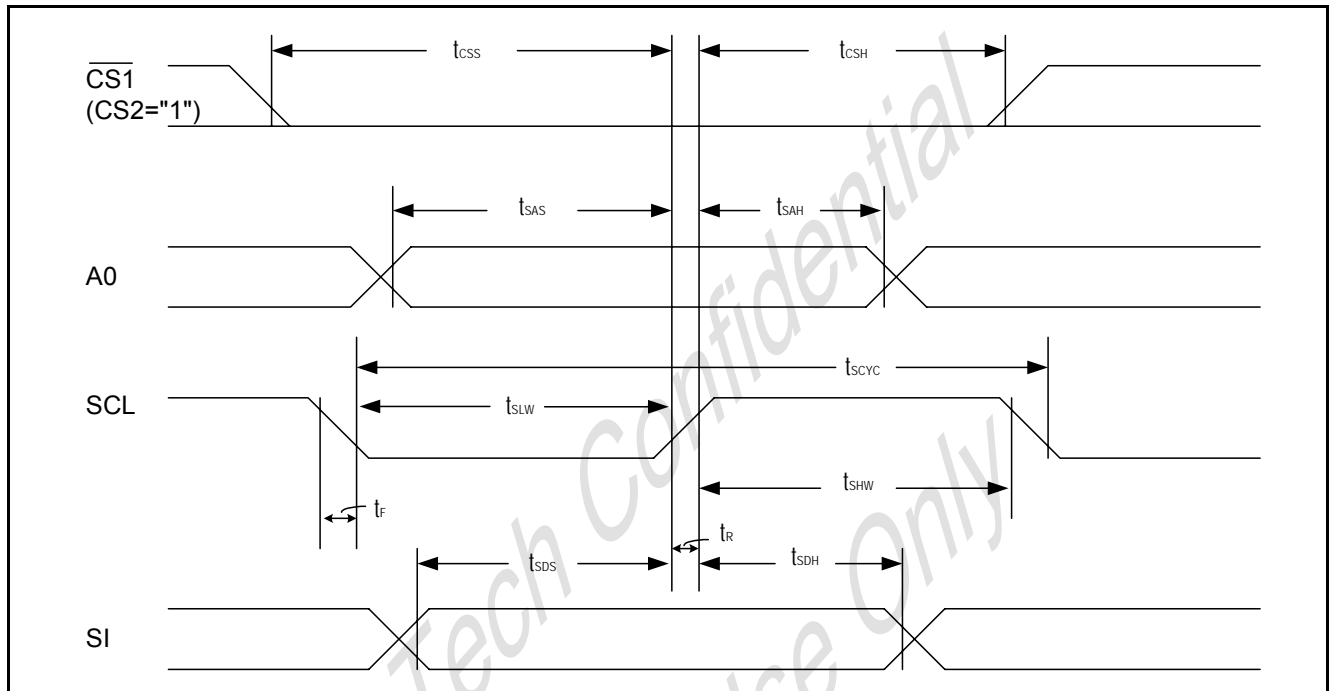 tCSS
tCSH
CS1
(CS2="1")
tSAS
tSAH
A0
tSCYC
SCL
tSLW
tSHW
tF
tR
tSDS
tSDH
SI
Tech Confidential
Use Only